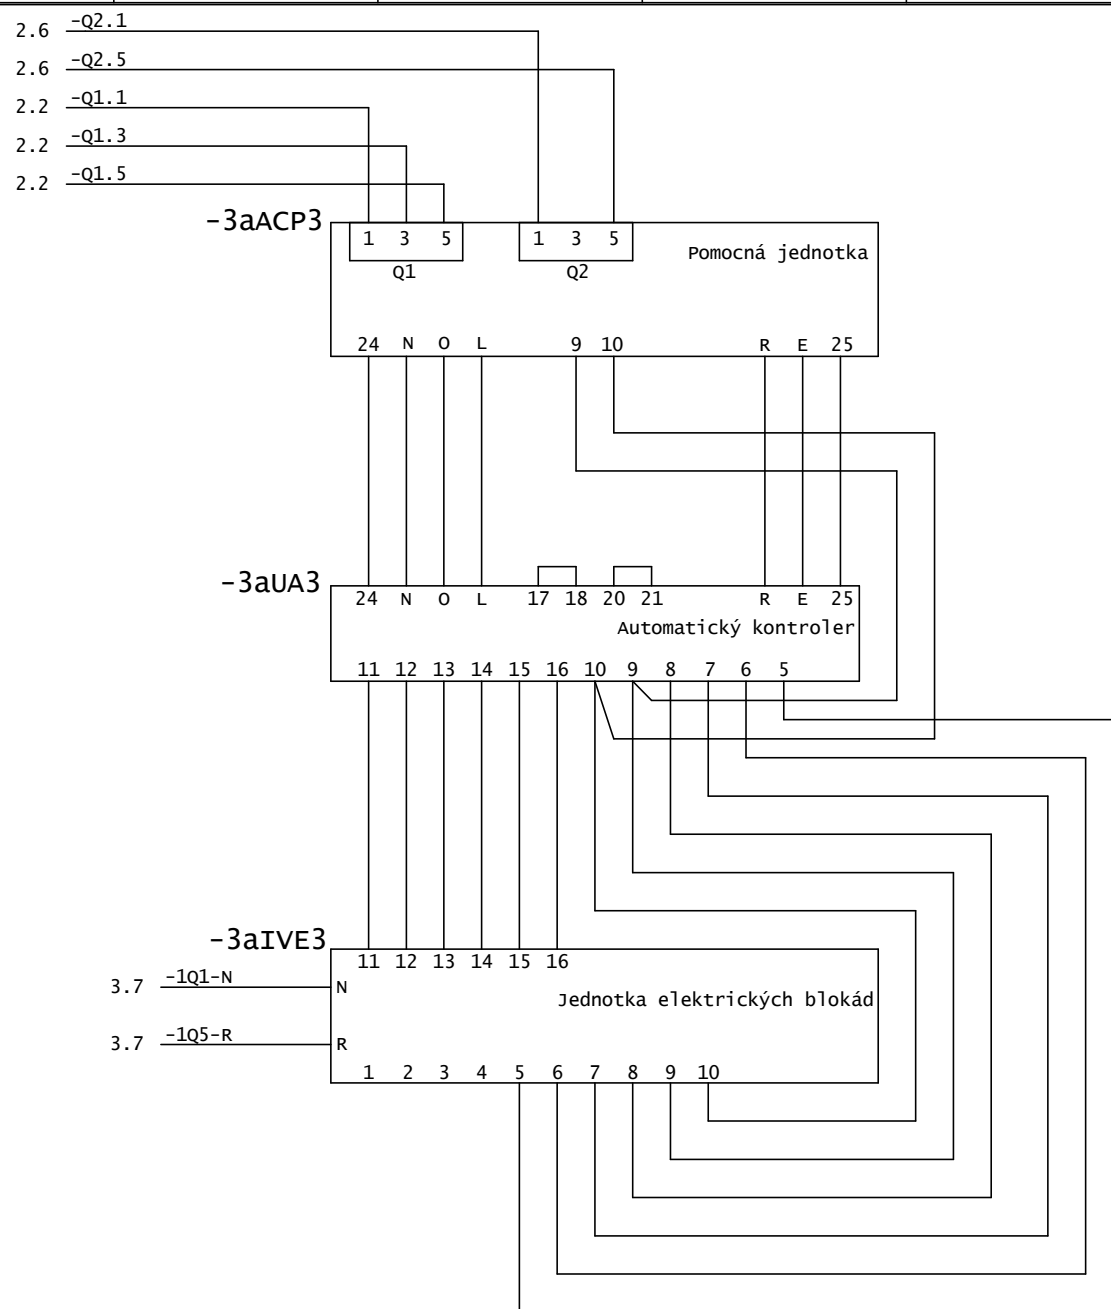 2.6 -Q2.1
2.6 -Q2.5
2.2 -Q1.1
2.2 -Q1.3
2.2 -Q1.5
-3aACP3
1 3 5 1 3 5
Pomocná jednotka
Q1 Q2
24 N O L 9 10 R E 25
-3aUA3
24 N O L 17 18 20 21 R E 25
Automatický kontroler
11 12 13 14 15 16 10 9 8 7 6 5
-3aIVE3
11 12 13 14 15 16
3.7 -1Q1-N N
Jednotka elektrických blokád
3.7 -1Q5-R R
1 2 3 4 5 6 7 8 9 10